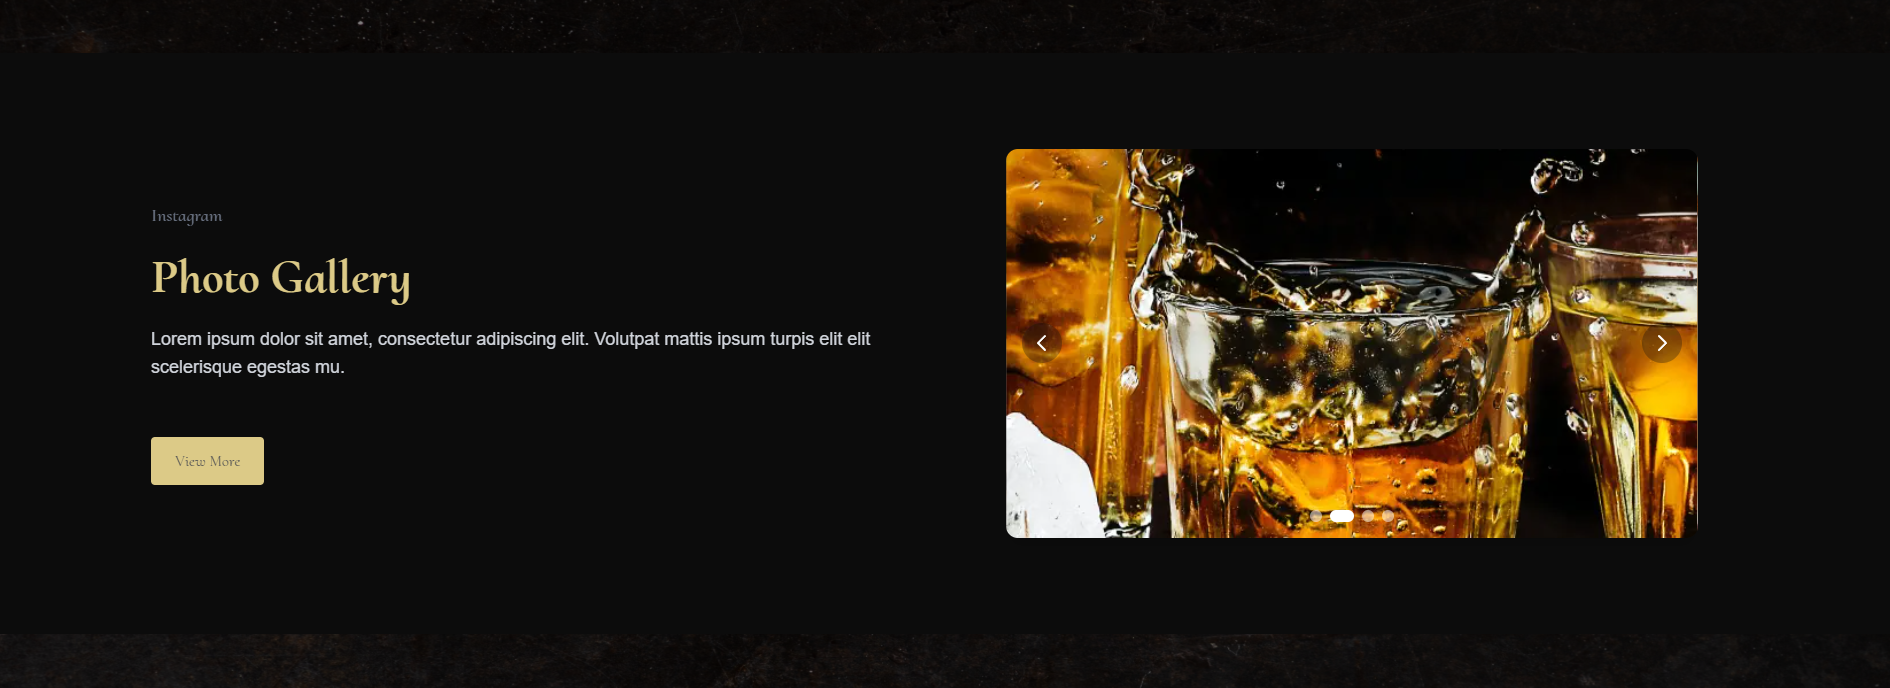 Instagram
Photo Gallery
Lorem ipsum dolor sit amet, consectetur adipiscing elit. Volutpat mattis ipsum turpis elit elit
scelerisque egestas mu.
View More